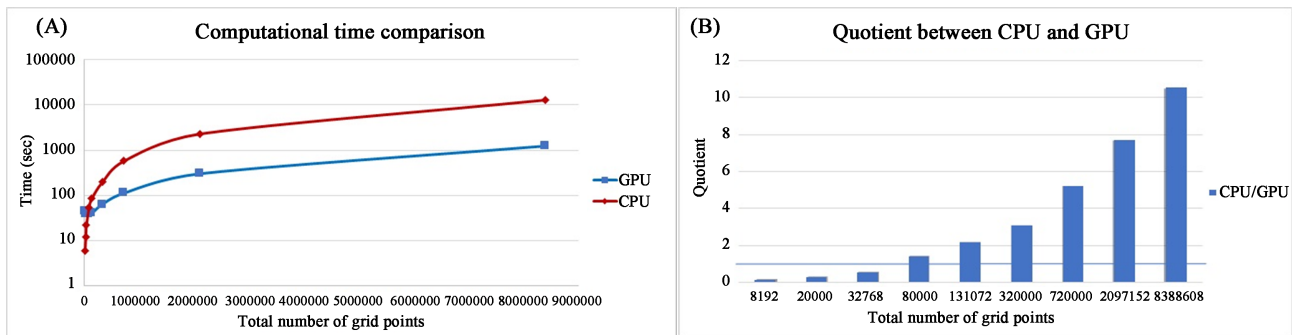 (A)
Computational time comparison
100000
10000
1000
100
10
1
Time (sec)
0 1000000 2000000 3000000 4000000 5000000 6000000 7000000 8000000 9000000
Total number of grid points
GPU
CPU
(B)
Quotient between CPU and GPU
12
10
8
6
4
2
0
Quotient
8192 20000 32768 80000 131072 320000 720000 2097152 8388608
Total number of grid points
CPU/GPU